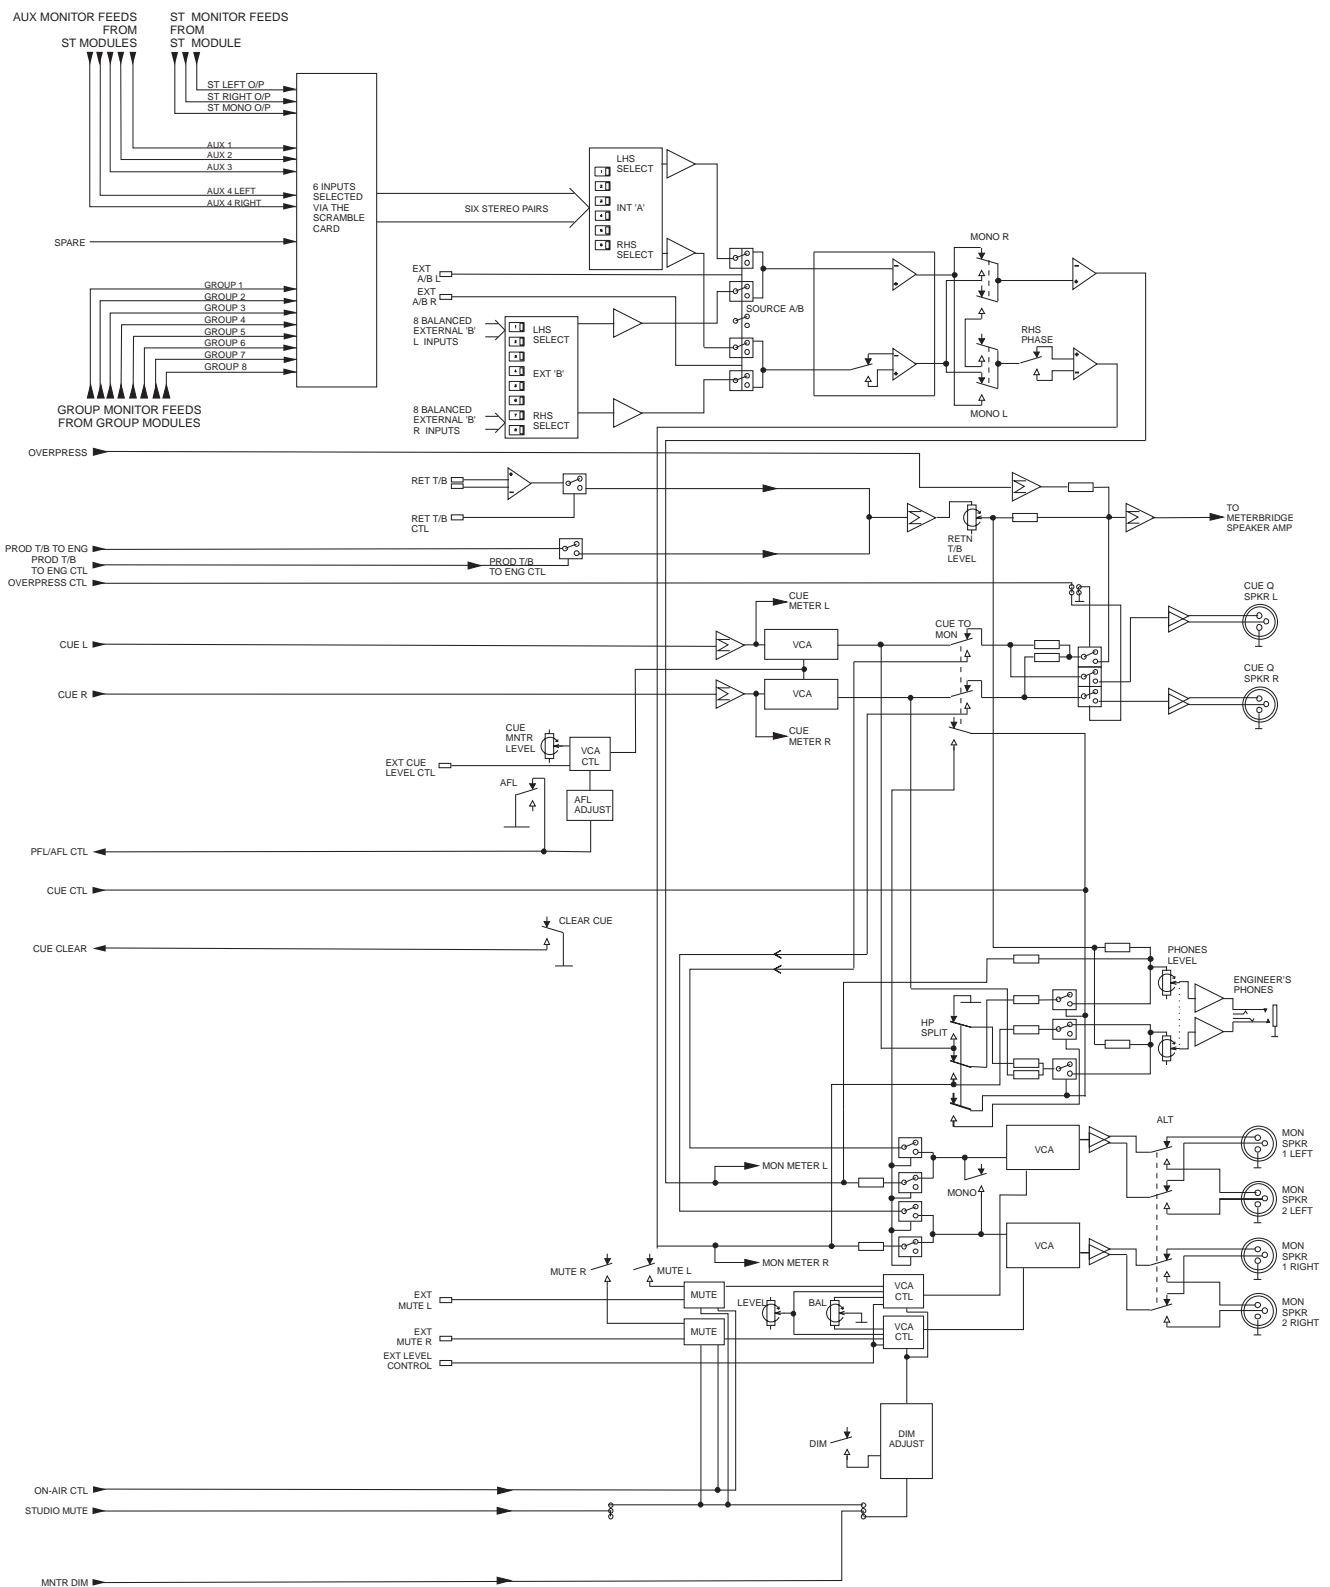 AUX MONITOR FEEDS
FROM
ST MODULES
ST MONITOR FEEDS
FROM
ST MODULE
ST LEFT O/P
ST RIGHT O/P
ST MONO O/P
AUX 1
AUX 2
AUX 3
AUX 4 LEFT
AUX 4 RIGHT
SPARE
6 INPUTS
SELECTED
VIA THE
SCRAMBLE
CARD
SIX STEREO PAIRS
LHS
SELECT
INT 'A'
RHS
SELECT
GROUP 1
GROUP 2
GROUP 3
GROUP 4
GROUP 5
GROUP 6
GROUP 7
GROUP 8
GROUP MONITOR FEEDS
FROM GROUP MODULES
EXT
A/B L
EXT
A/B R
8 BALANCED
EXTERNAL 'B'
L INPUTS
LHS
SELECT
EXT 'B'
RHS
SELECT
8 BALANCED
EXTERNAL 'B'
R INPUTS
SOURCE A/B
MONO R
RHS
PHASE
MONO L
OVERPRESS
RET T/B
RET T/B
CTL
RETN
T/B
LEVEL
TO
METERBRIDGE
SPEAKER AMP
PROD T/B TO ENG
PROD T/B
TO ENG CTL
PROD T/B
TO ENG CTL
OVERPRESS CTL
CUE
METER L
CUE L
VCA
CUE TO
MON
CUE Q
SPKR L
CUE R
VCA
CUE Q
SPKR R
CUE
METER R
CUE
MNTR
LEVEL
VCA
CTL
EXT CUE
LEVEL CTL
AFL
AFL
ADJUST
PFL/AFL CTL
CUE CTL
CLEAR CUE
CUE CLEAR
PHONES
LEVEL
ENGINEER'S
PHONES
HP
SPLIT
ALT
VCA
MON
SPKR
1 LEFT
MON METER L
MONO
MON
SPKR
2 LEFT
VCA
MON
SPKR
1 RIGHT
MON METER R
MUTE R
MUTE L
EXT
MUTE L
MUTE
LEVEL
BAL
VCA
CTL
MON
SPKR
2 RIGHT
EXT
MUTE R
MUTE
VCA
CTL
EXT LEVEL
CONTROL
DIM
DIM
ADJUST
ON-AIR CTL
STUDIO MUTE
MNTR DIM